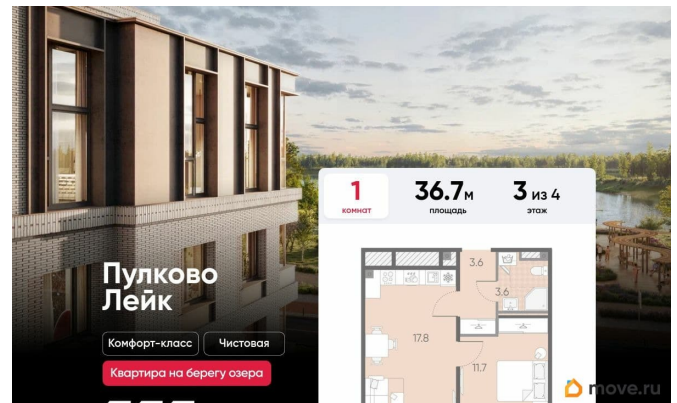 1
комнат
36.7м
площадь
3 из 4
этаж
Пулково
Лейк
Комфорт-класс
Чистовая
Квартира на берегу озера
3.6
3.6
17.8
11.7
move.ru